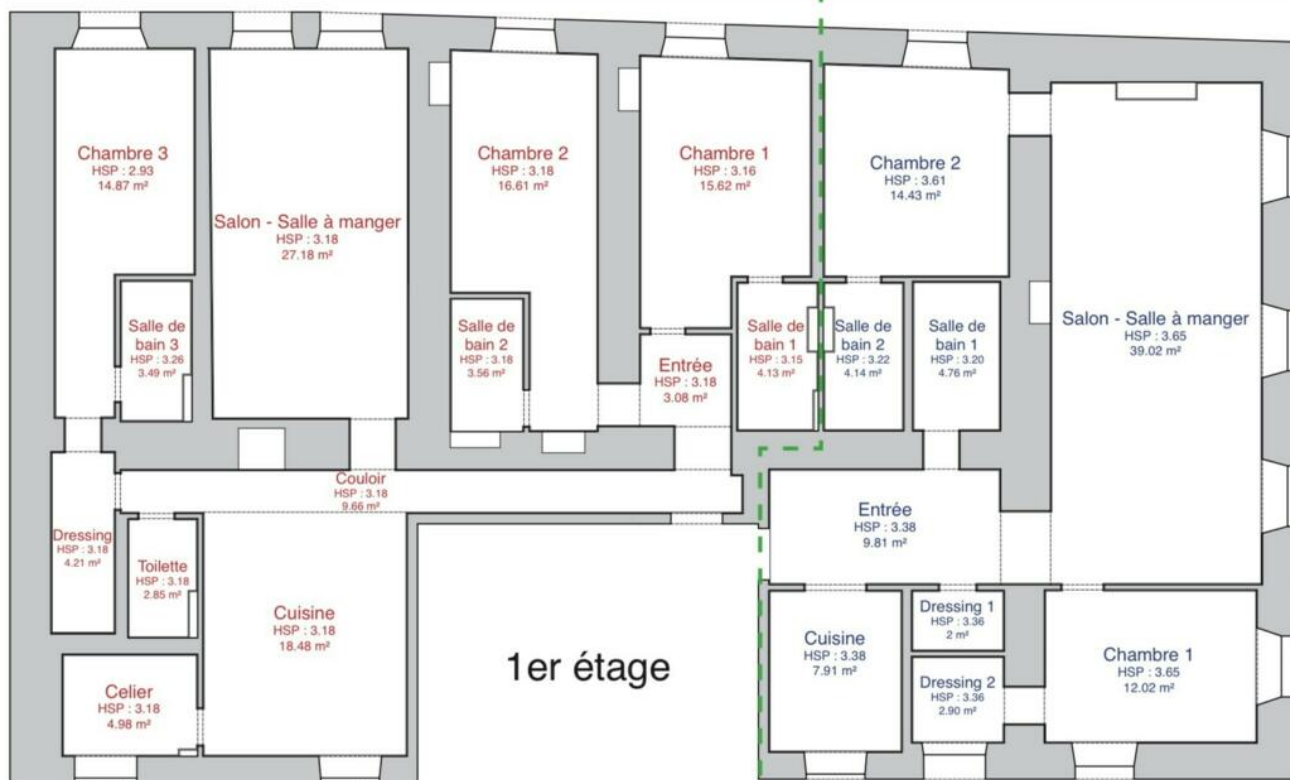 Chambre 3
HSP : 2.93
14.87 m²
Salon - Salle à manger
HSP : 3.18
27.18 m²
Chambre 2
HSP : 3.18
16.61 m²
Chambre 1
HSP : 3.16
15.62 m²
Chambre 2
HSP : 3.61
14.43 m²
Salon - Salle à manger
HSP : 3.65
39.02 m²
Salle de
bain 3
HSP : 3.26
3.49 m²
Salle de
bain 2
HSP : 3.18
3.56 m²
Entrée
HSP : 3.18
3.08 m²
Salle de
bain 1
HSP : 3.15
4.13 m²
Salle de
bain 2
HSP : 3.22
4.14 m²
Salle de
bain 1
HSP : 3.20
4.76 m²
Couloir
HSP : 3.18
9.66 m²
Entrée
HSP : 3.38
9.81 m²
Dressing
HSP : 3.18
4.21 m²
Toilette
HSP : 3.18
2.85 m²
Cuisine
HSP : 3.18
18.48 m²
Celier
HSP : 3.18
4.98 m²
1er étage
Cuisine
HSP : 3.38
7.91 m²
Dressing 1
HSP : 3.36
2 m²
Dressing 2
HSP : 3.36
2.90 m²
Chambre 1
HSP : 3.65
12.02 m²